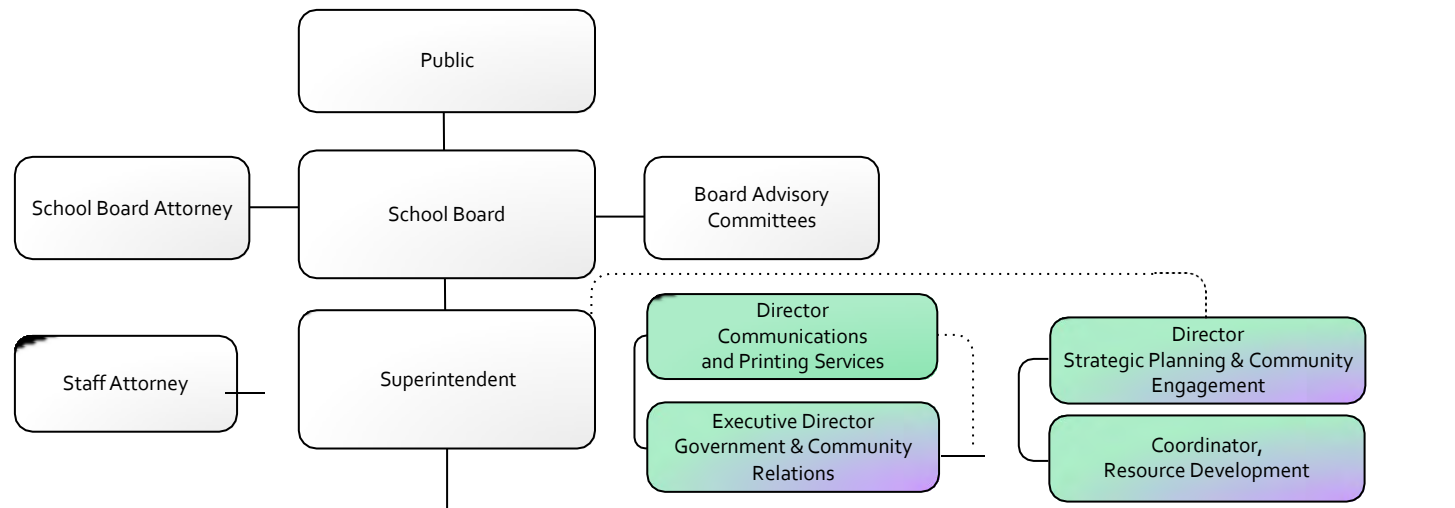 Public
School Board Attorney
School Board
Board Advisory
Committees
Staff Attorney
Superintendent
Director
Communications
and Printing Services
Executive Director
Government & Community
Relations
Director
Strategic Planning & Community
Engagement
Coordinator,
Resource Development